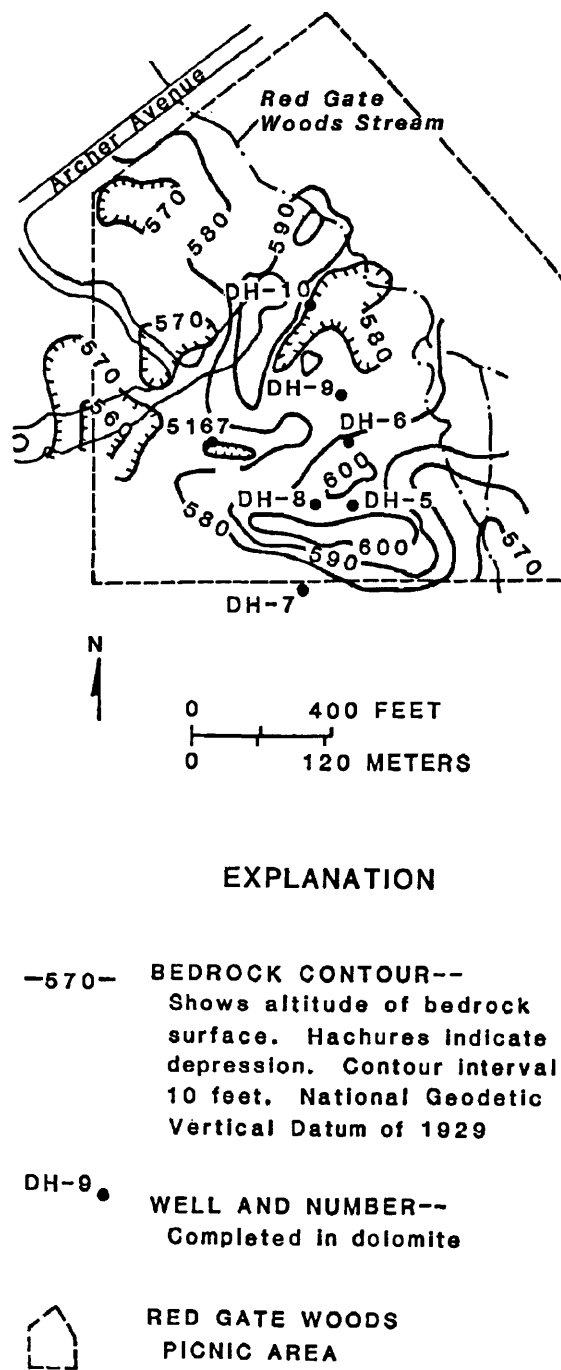 Red Gate
Woods Stream
Archer Avenue
570
580
590
DH-10
570
580
570
560
DH-9
5167
DH-6
600
DH-8
DH-5
580
590
600
570
DH-7
N
0 400 FEET
0 120 METERS
EXPLANATION
-570- BEDROCK CONTOUR--
Shows altitude of bedrock
surface. Hachures indicate
depression. Contour interval
10 feet. National Geodetic
Vertical Datum of 1929
DH-9
WELL AND NUMBER--
Completed in dolomite
RED GATE WOODS
PICNIC AREA